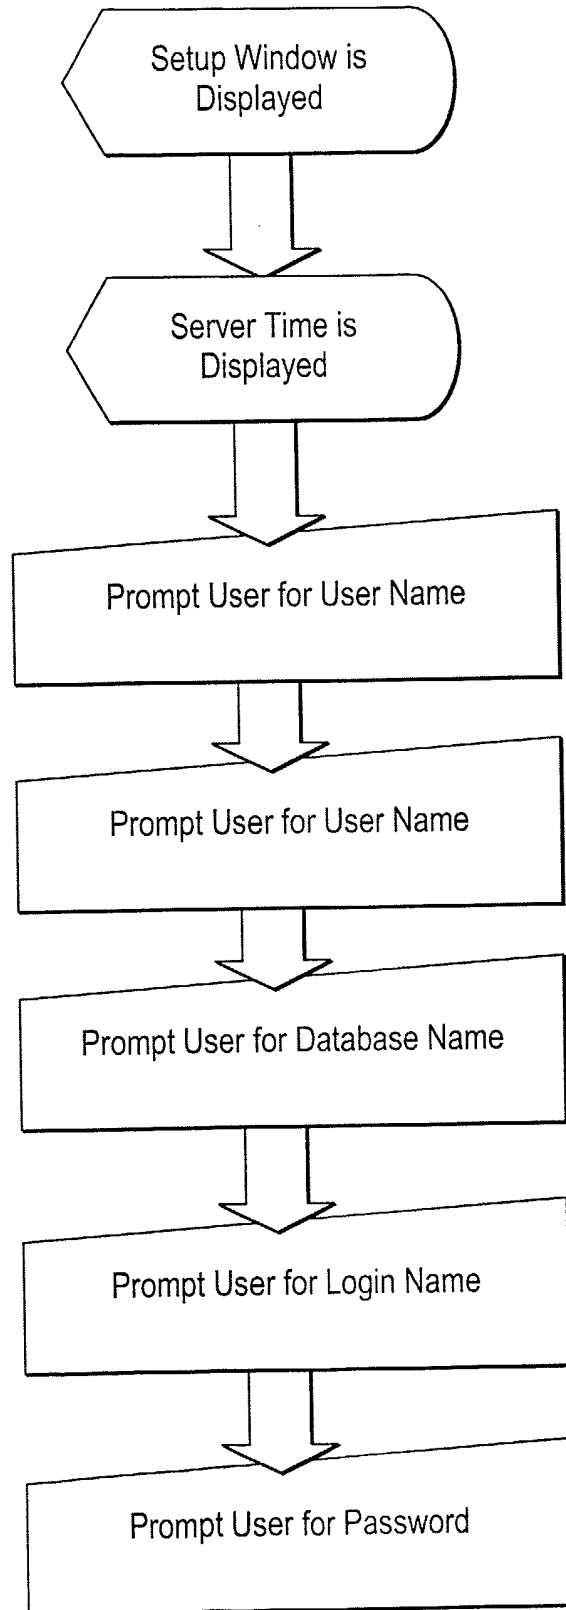 Setup Window is
Displayed
Server Time is
Displayed
Prompt User for User Name
Prompt User for User Name
Prompt User for Database Name
Prompt User for Login Name
Prompt User for Password